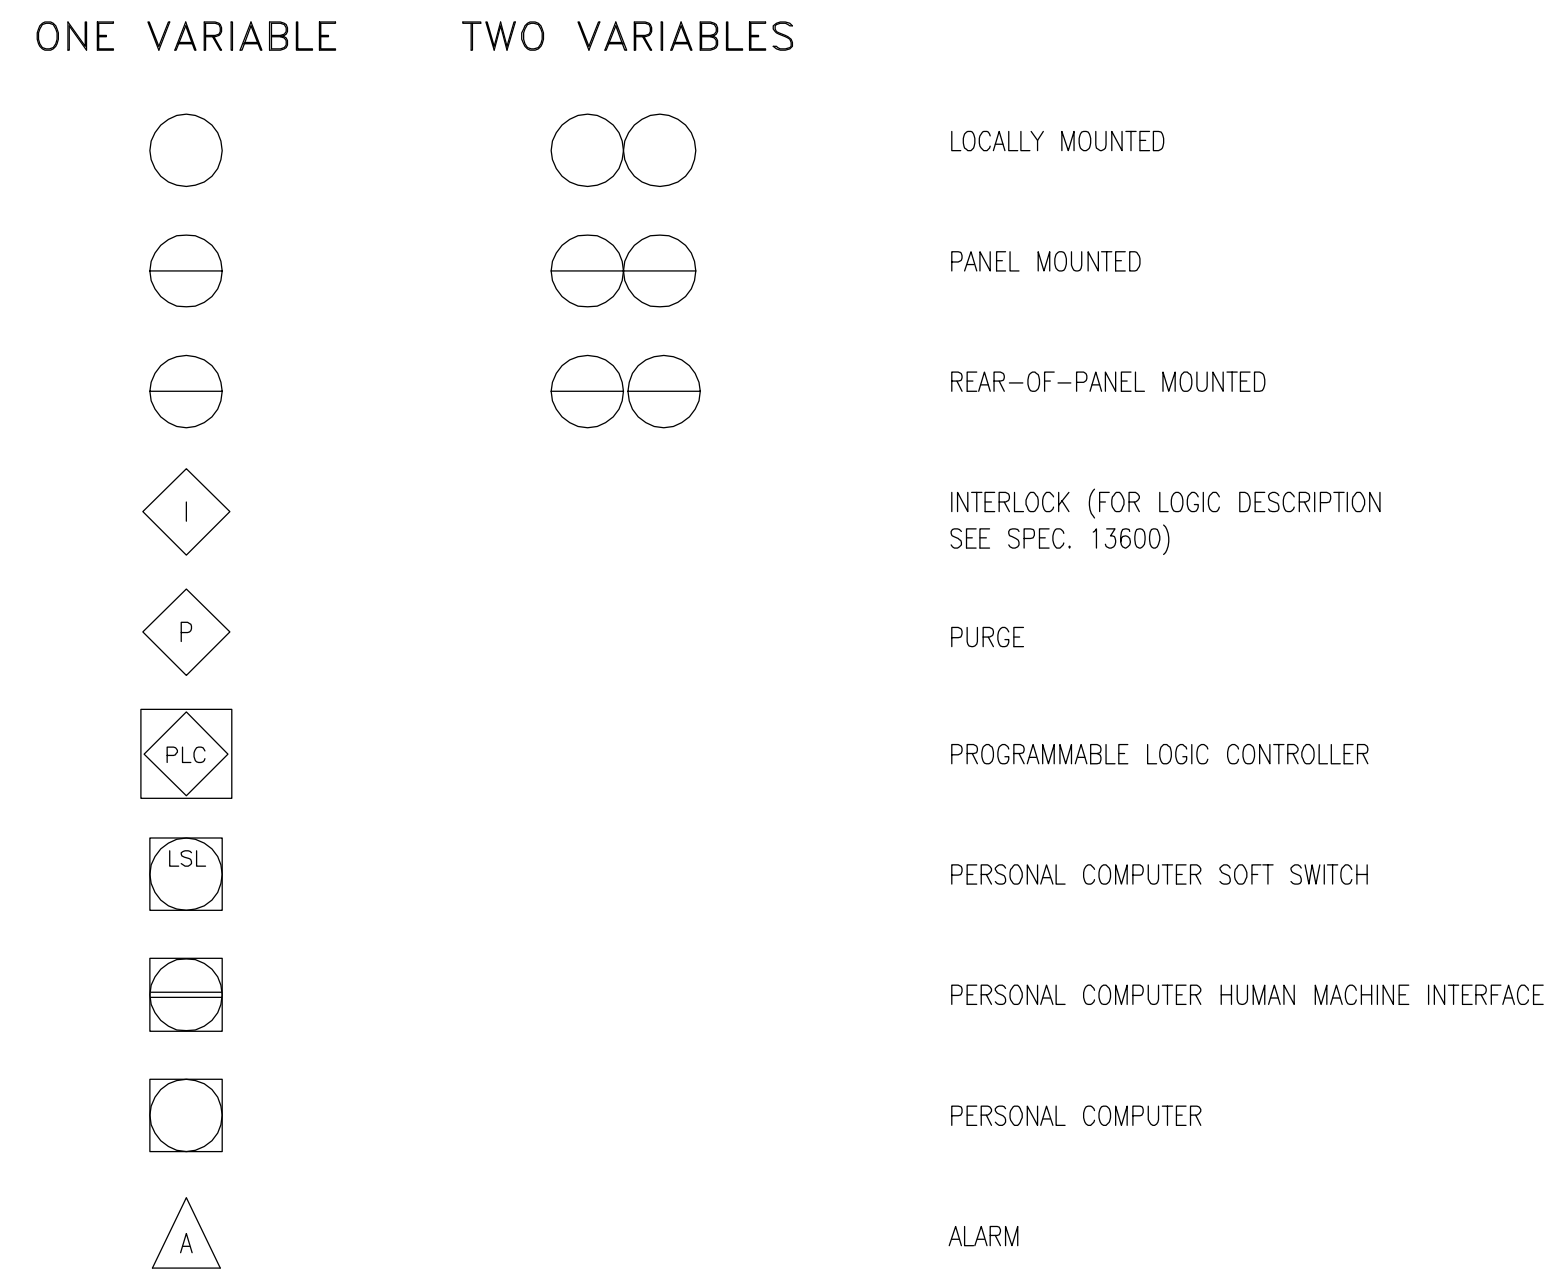 ONE VARIABLE TWO VARIABLES
LOCALLY MOUNTED
PANEL MOUNTED
REAR-OF-PANEL MOUNTED
I
INTERLOCK (FOR LOGIC DESCRIPTION
SEE SPEC. 13600)
P
PURGE
PLC
PROGRAMMABLE LOGIC CONTROLLER
LSL
PERSONAL COMPUTER SOFT SWITCH
PERSONAL COMPUTER HUMAN MACHINE INTERFACE
PERSONAL COMPUTER
A
ALARM